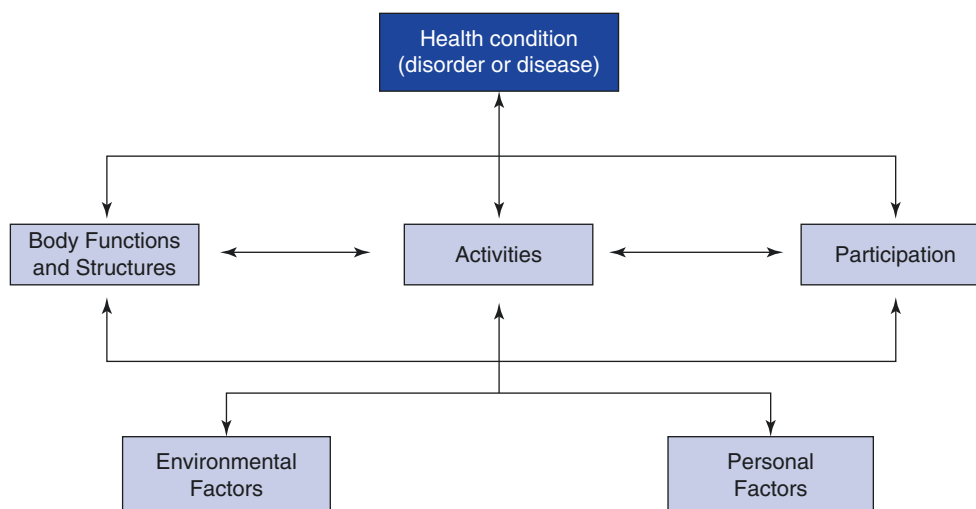 Health condition
(disorder or disease)
Body Functions
and Structures
Activities
Participation
Environmental
Factors
Personal
Factors